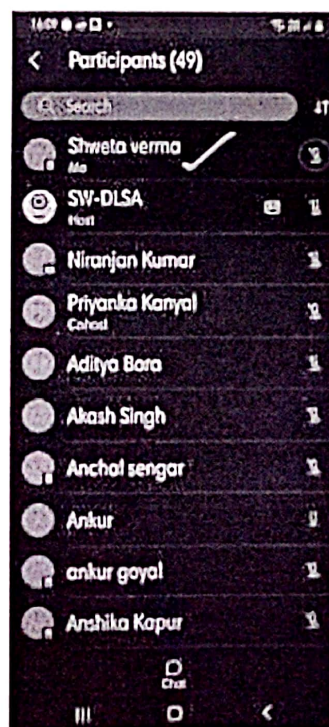 Participants (49)
Search
Shweta verma
Me
SW-DLSA
Host
Niranjan Kumar
Priyanka Kanyal
Cohost
Aditya Bora
Akash Singh
Anchal sengar
Ankur
ankur goyal
Anshika Kapur
Chat